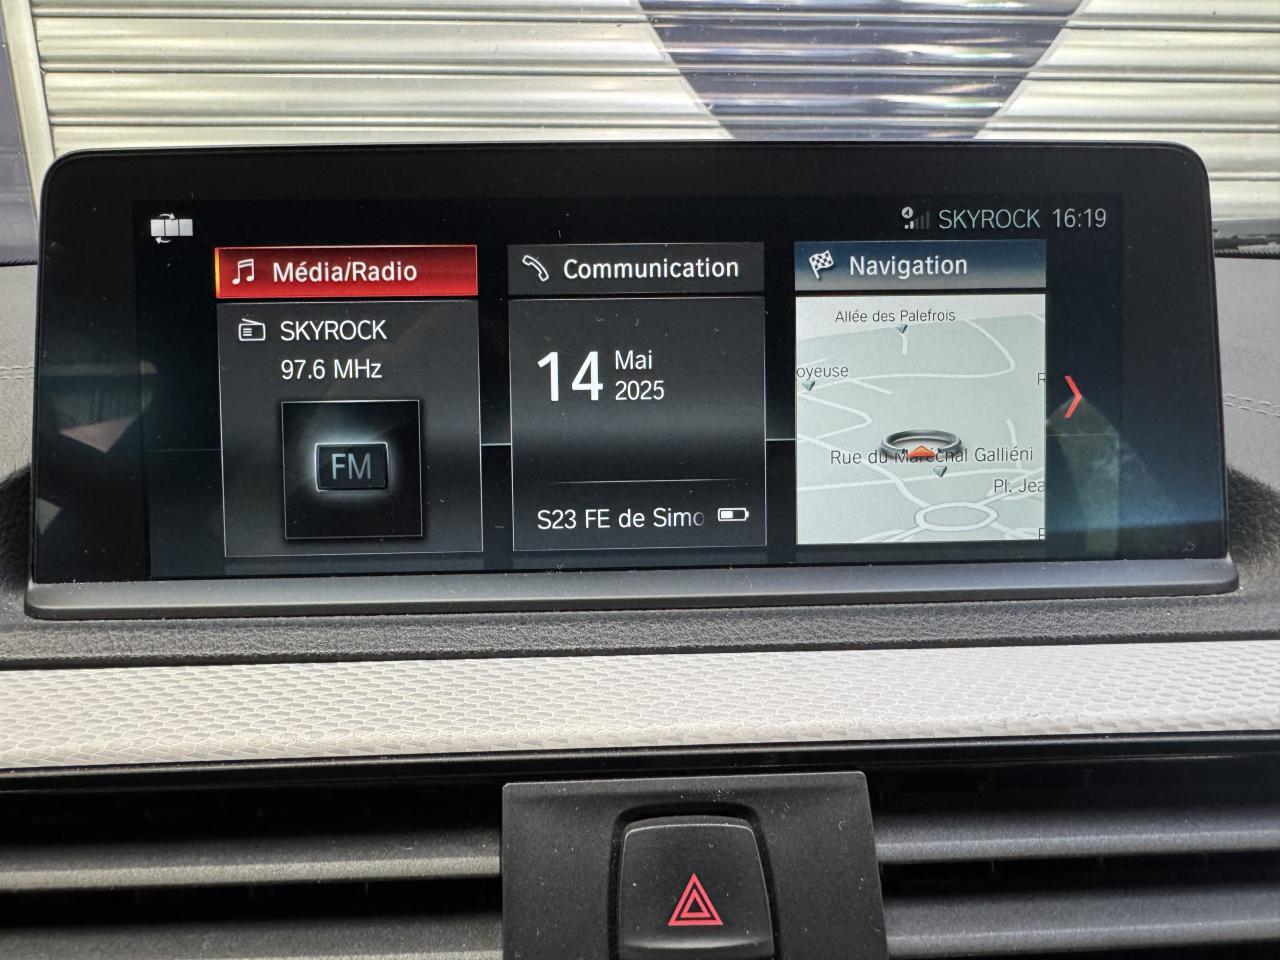 SKYROCK 16:19
Média/Radio
SKYROCK
97.6 MHz
FM
Communication
14 Mai
2025
S23 FE de Simo
Navigation
Allée des Palefrois
oyeuse
R
Rue du Maréchal Galliéni
Pl. Jea